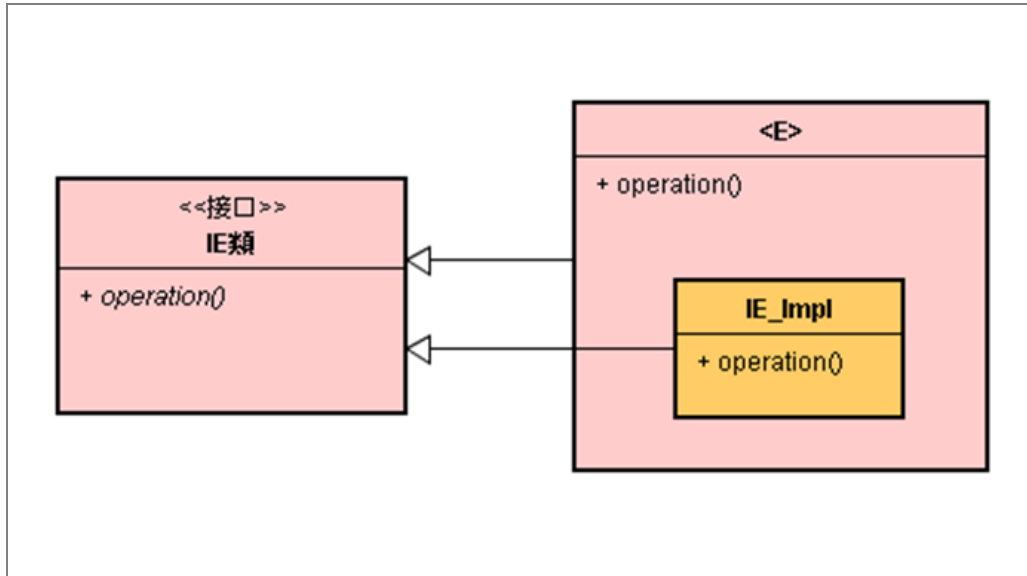 <<接口>>
IE類
+ operation()
<E>
+ operation()
IE_Impl
+ operation()